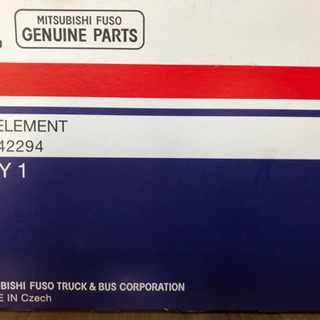 MITSUBISHI FUSO
GENUINE PARTS
ELEMENT
42294
Y 1
BISHI FUSO TRUCK & BUS CORPORATION
E IN Czech